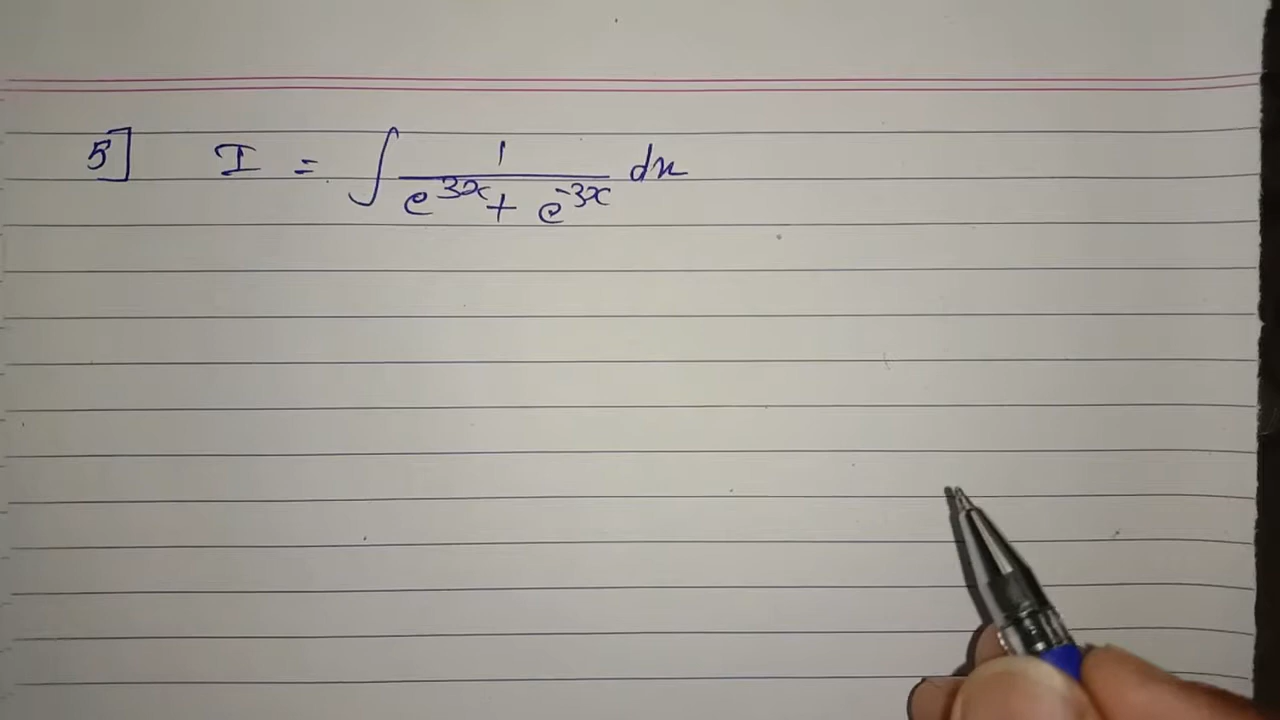 5] I = ∫ 1/(e^{3x} + e^{-3x}) dx